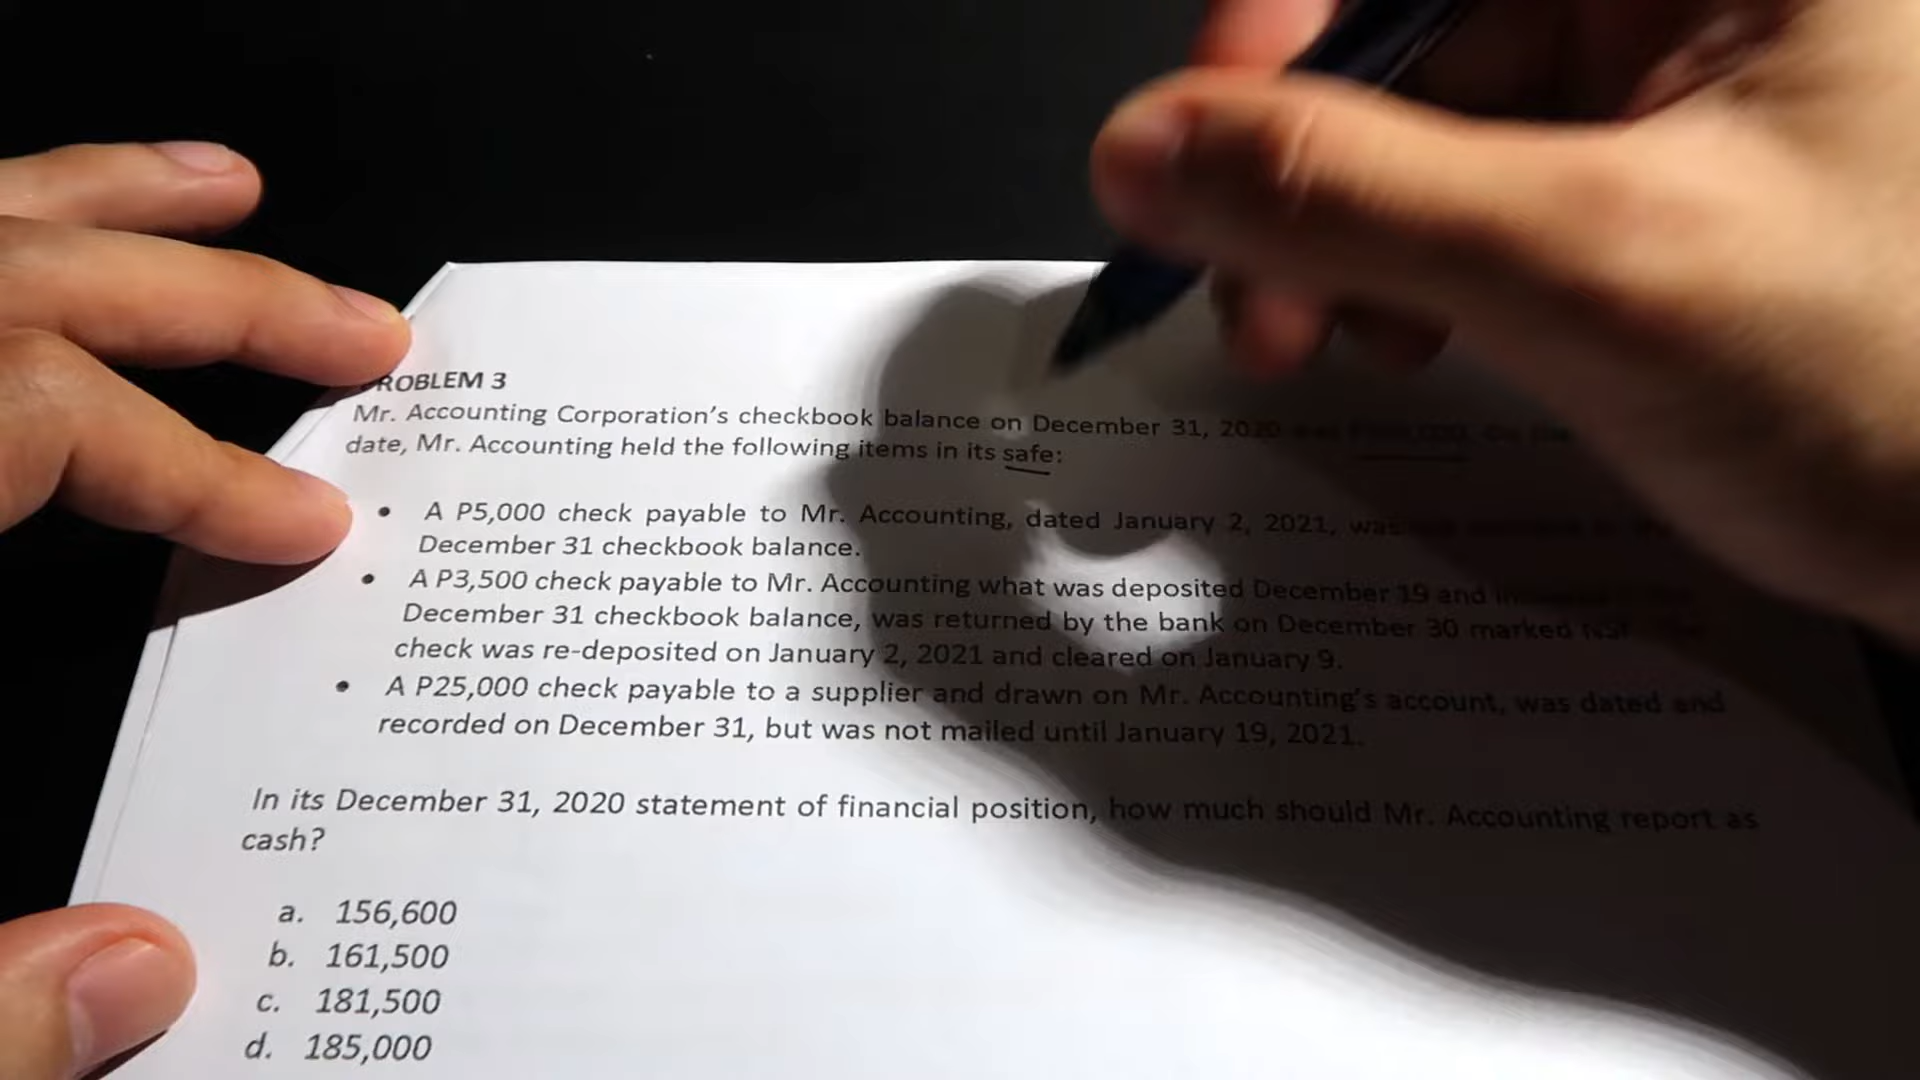 PROBLEM 3
Mr. Accounting Corporation's checkbook balance on December 31, 2020
date, Mr. Accounting held the following items in its safe:
• A P5,000 check payable to Mr. Accounting, dated January 2, 2021, was
December 31 checkbook balance.
• A P3,500 check payable to Mr. Accounting what was deposited December 19 and
December 31 checkbook balance, was returned by the bank on December 30 marked
check was re-deposited on January 2, 2021 and cleared on January 9.
• A P25,000 check payable to a supplier and drawn on Mr. Accounting's account, was dated and
recorded on December 31, but was not mailed until January 19, 2021.
In its December 31, 2020 statement of financial position, how much should Mr. Accounting report as
cash?
a. 156,600
b. 161,500
c. 181,500
d. 185,000